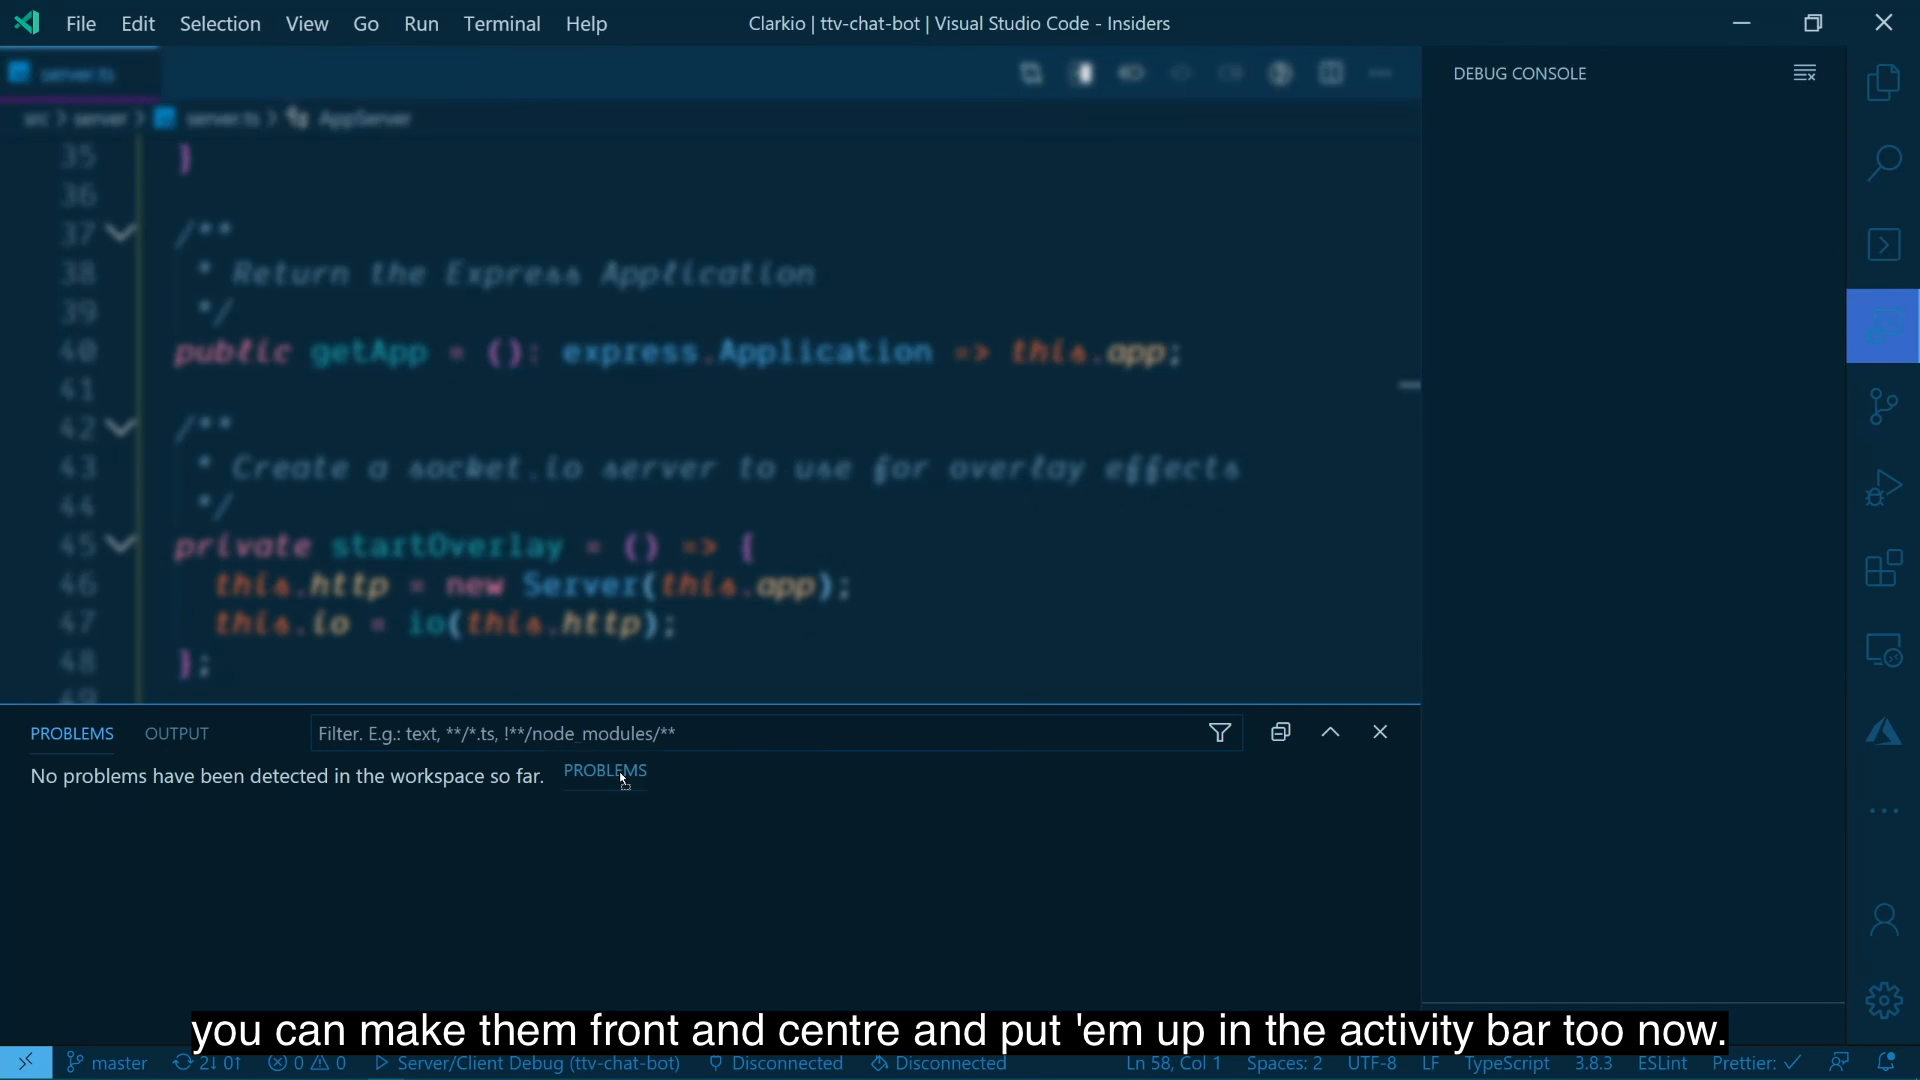 File Edit Selection View Go Run Terminal Help
Clarkio | ttv-chat-bot | Visual Studio Code - Insiders
server.ts
DEBUG CONSOLE
src > server > server.ts > AppServer
35 }
36
37 /**
38 * Return the Express Application
39 */
40 public getApp = (): express.Application => this.app;
41
42 /**
43 * Create a socket.io server to use for overlay effects
44 */
45 private startOverlay = () => {
46 this.http = new Server(this.app);
47 this.io = io(this.http);
48 };
49
PROBLEMS OUTPUT Filter. E.g.: text, **/*.ts, !**/node_modules/**
No problems have been detected in the workspace so far. PROBLEMS
you can make them front and centre and put 'em up in the activity bar too now.
master 2↓ 0↑ 0 0 Server/Client Debug (ttv-chat-bot) Disconnected Disconnected Ln 58, Col 1 Spaces: 2 UTF-8 LF TypeScript 3.8.3 ESLint Prettier: ✓